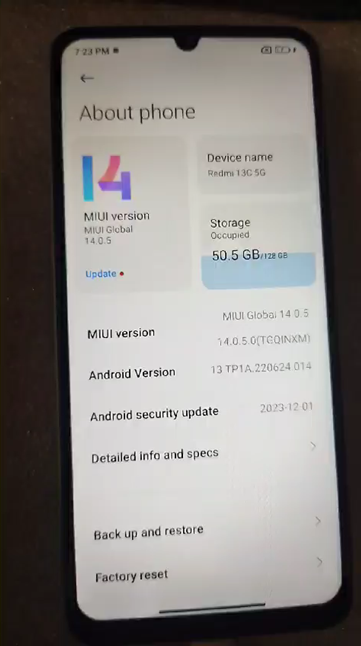 7:23 PM
About phone
14
MIUI version
MIUI Global
14.0.5
Update
Device name
Redmi 13C 5G
Storage
Occupied
50.5 GB/128 GB
MIUI version
MIUI Global 14.0.5
14.0.5.0(TGQINXM)
Android Version
13 TP1A.220624.014
Android security update
2023-12-01
Detailed info and specs
Back up and restore
Factory reset